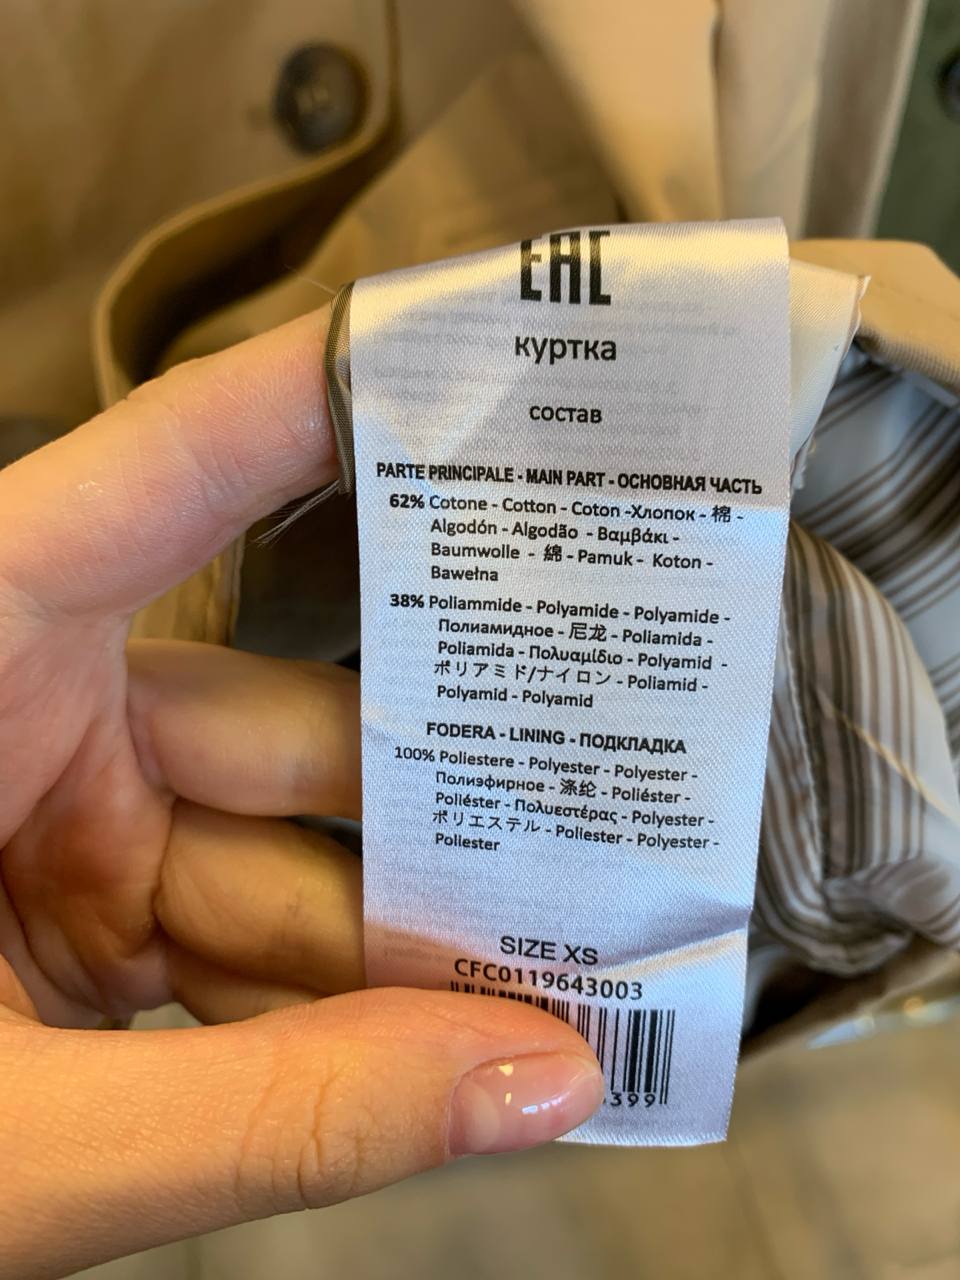 EAC
куртка
состав
PARTE PRINCIPALE - MAIN PART - ОСНОВНАЯ ЧАСТЬ
62% Cotone - Cotton - Coton -Хлопок - 棉 -
Algodón - Algodão - Βαμβάκι -
Baumwolle - 綿 - Pamuk - Koton -
Bawełna
38% Poliammide - Polyamide - Polyamide -
Полиамидное - 尼龙 - Poliamida -
Poliamida - Πολυαμίδιο - Polyamid -
ポリアミド/ナイロン - Poliamid -
Polyamid - Polyamid
FODERA - LINING - ПОДКЛАДКА
100% Poliestere - Polyester - Polyester -
Полиэфирное - 涤纶 - Poliéster -
Poliéster - Πολυεστέρας - Polyester -
ポリエステル - Poliester - Polyester -
Poliester
SIZE XS
CFC0119643003
399